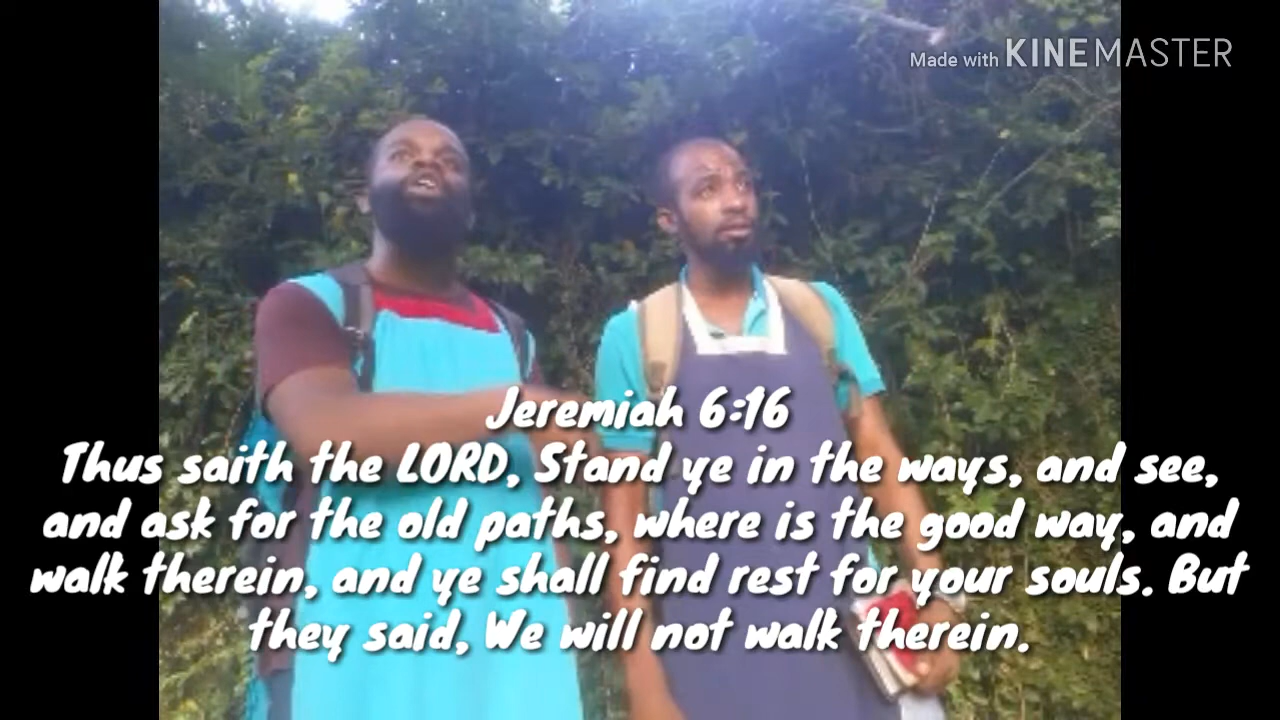 Made with KINEMASTER
Jeremiah 6:16
Thus saith the LORD, Stand ye in the ways, and see,
and ask for the old paths, where is the good way, and
walk therein, and ye shall find rest for your souls. But
they said, We will not walk therein.